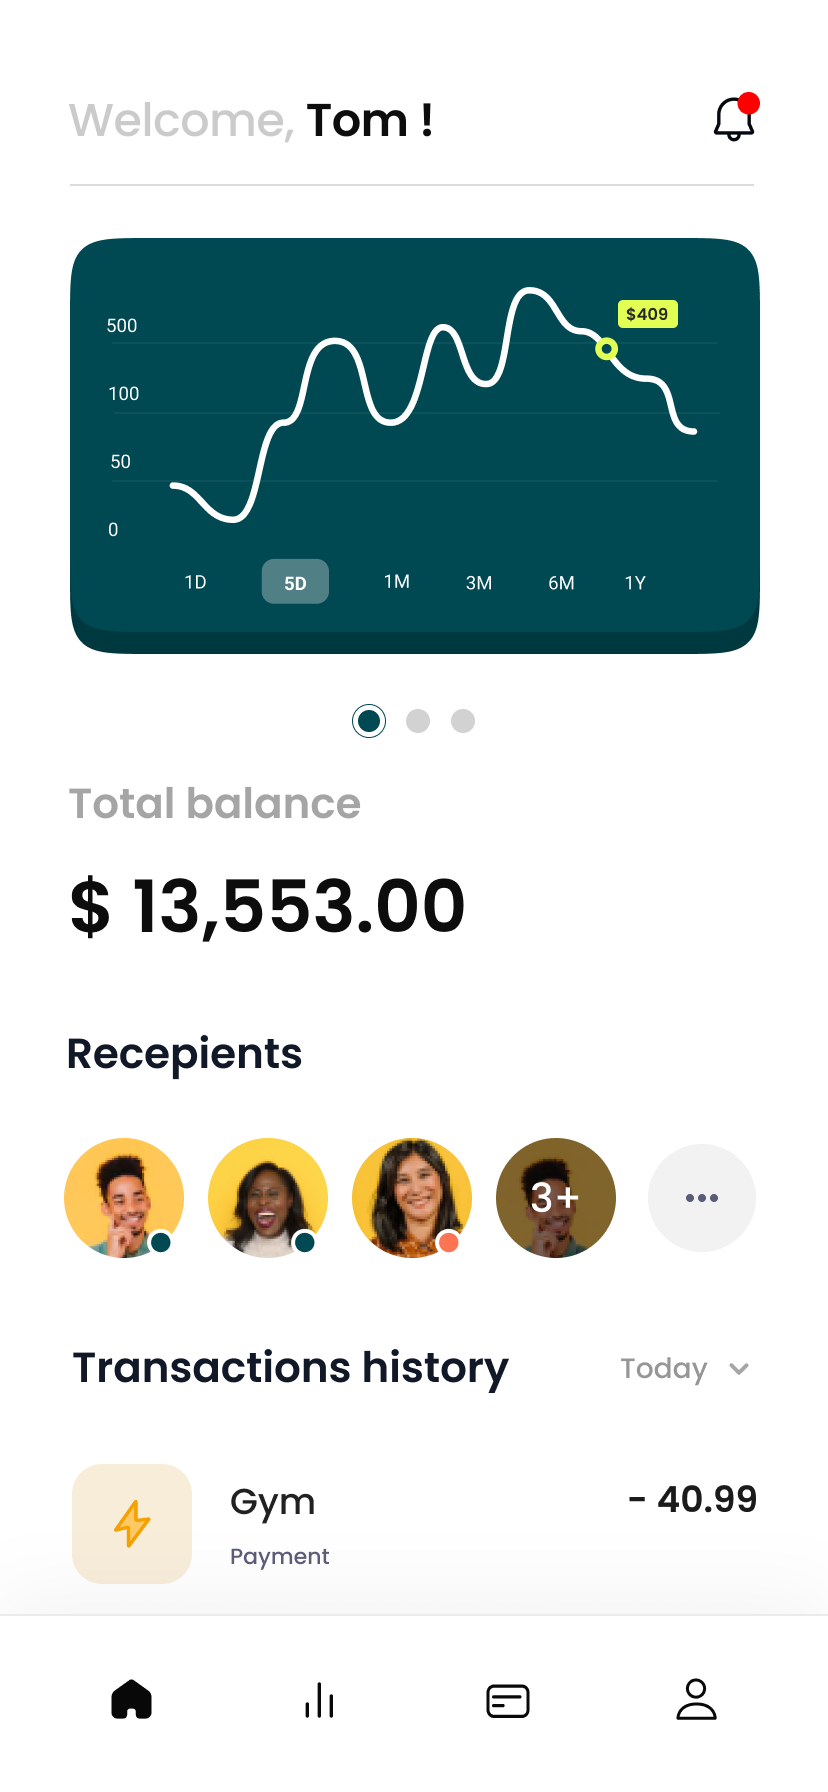 Welcome, Tom !
$409
500
100
50
0
1D 5D 1M 3M 6M 1Y
Total balance
$ 13,553.00
Recepients
3+
Transactions history Today
Gym - 40.99
Payment